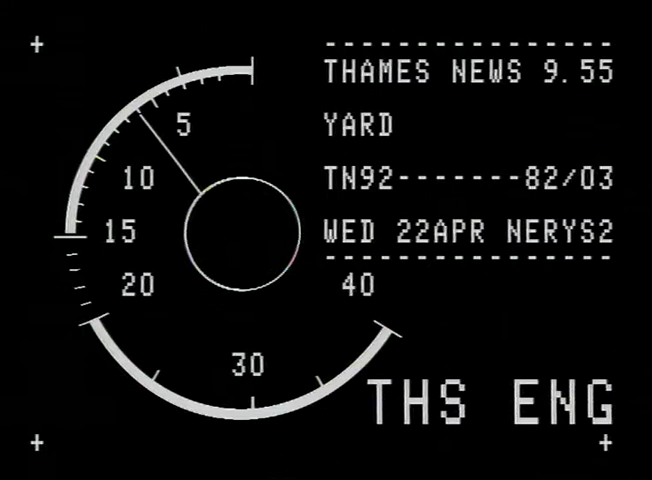 THAMES NEWS 9.55
YARD
TN92-------82/03
WED 22APR NERYS2
5
10
15
20
30
40
THS ENG